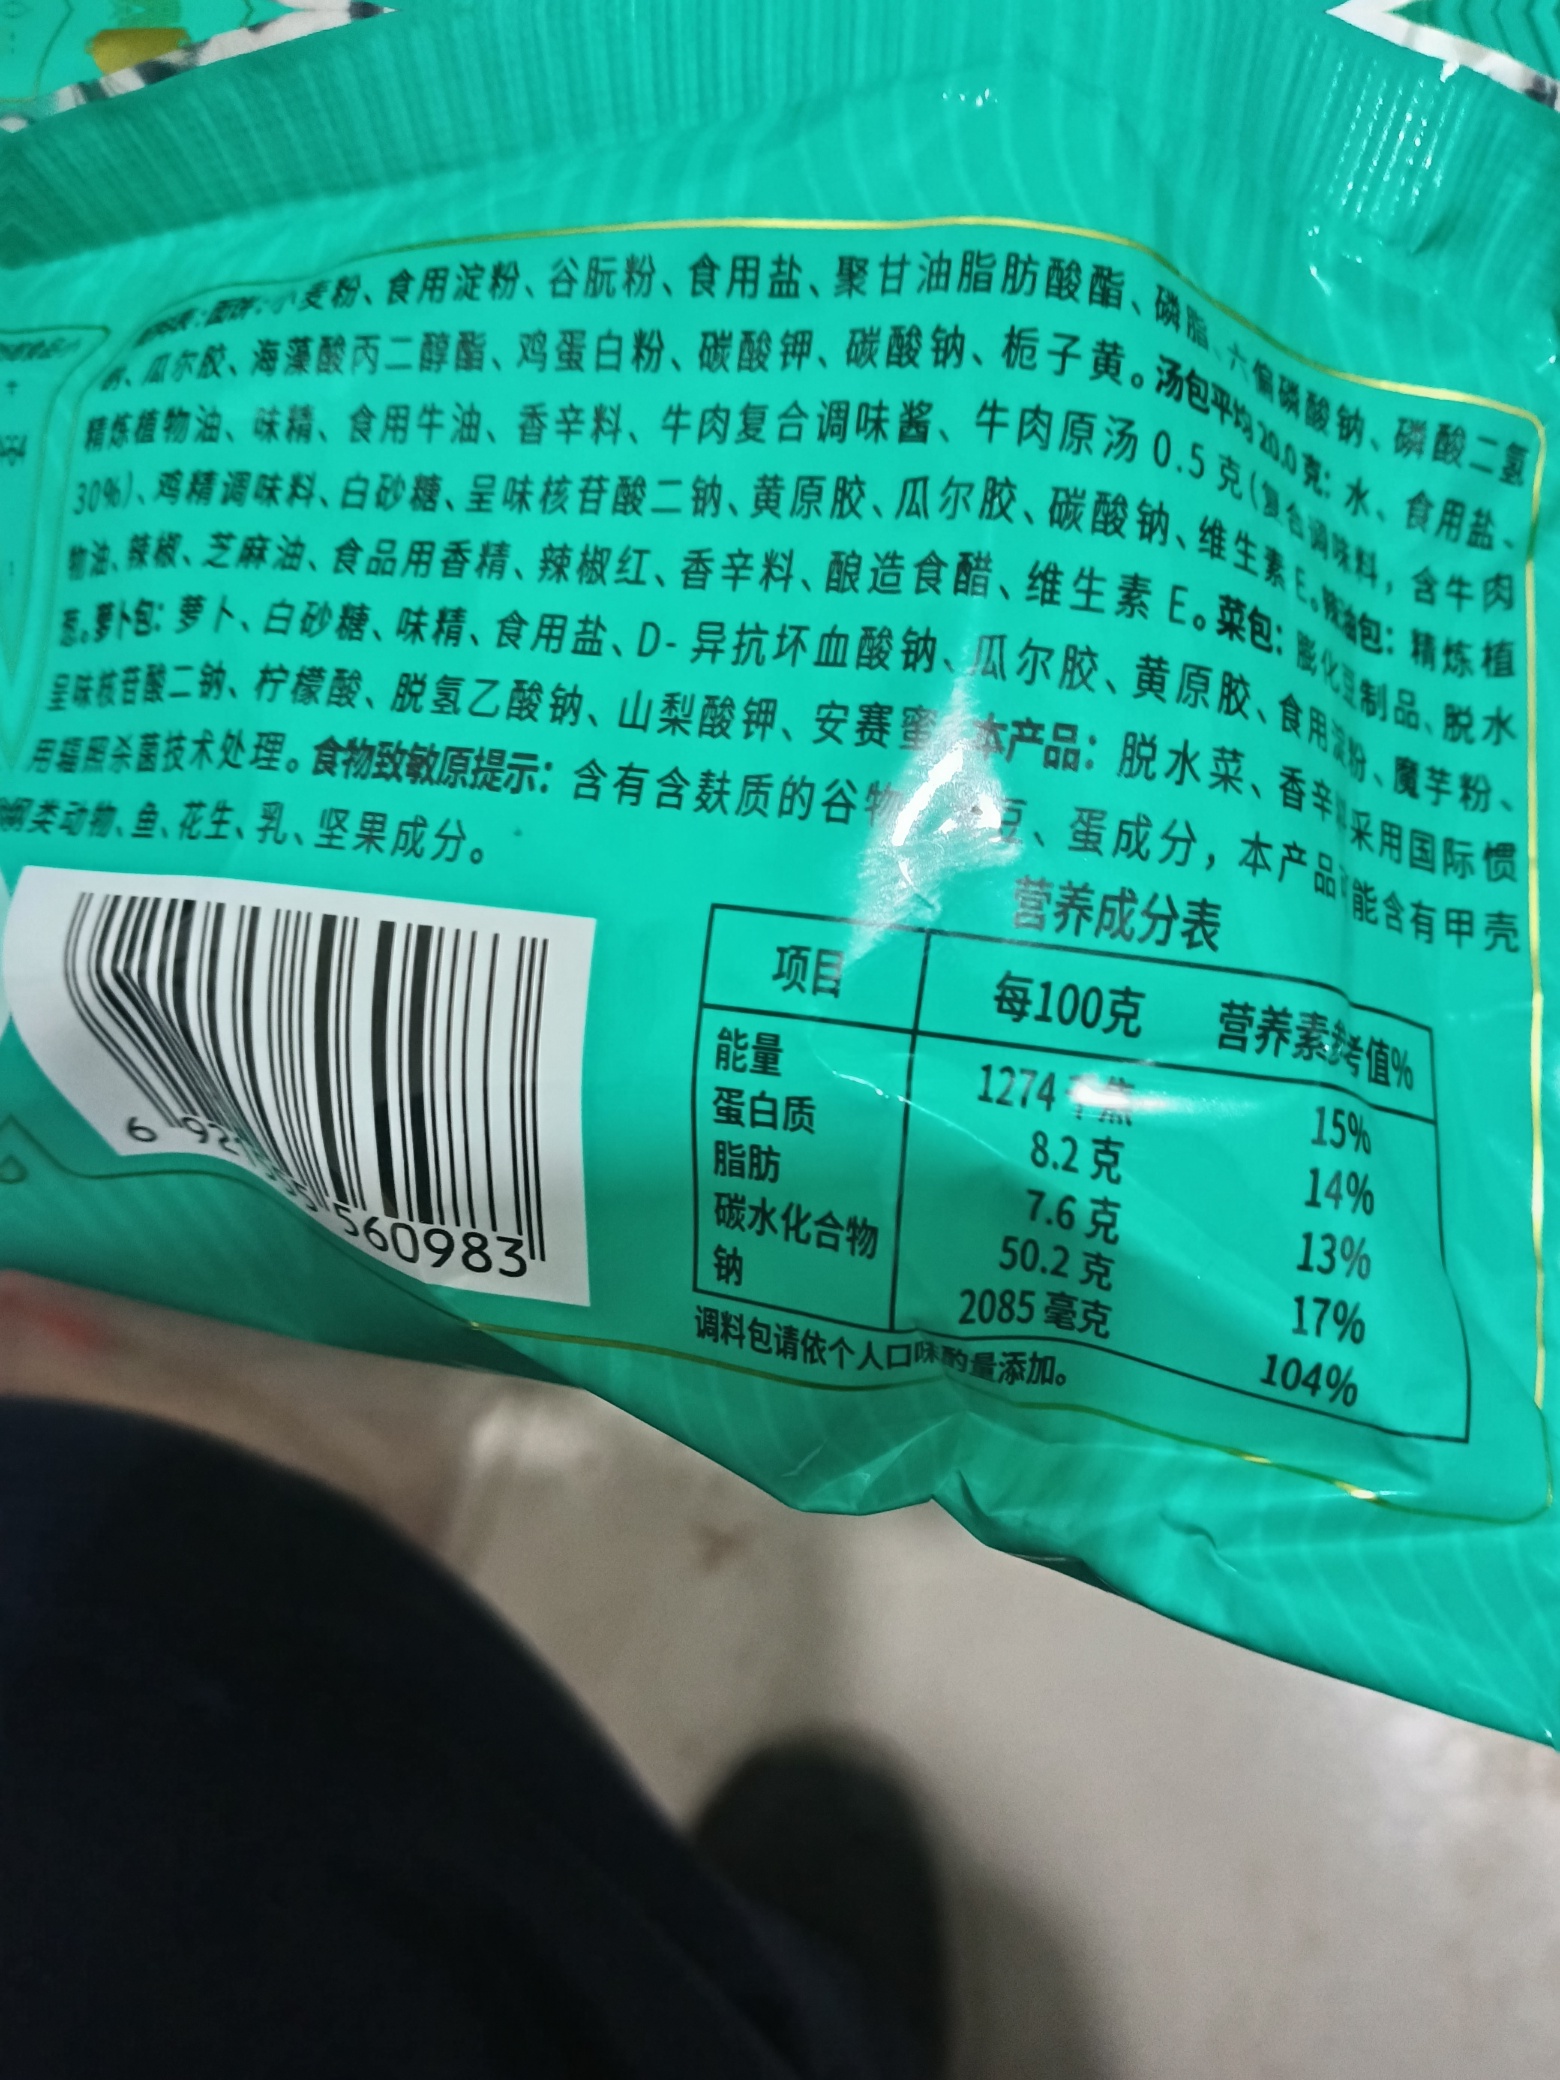 小麦粉、食用淀粉、谷朊粉、食用盐、聚甘油脂肪酸酯、磷脂、六偏磷酸钠、磷酸二氢
钠、瓜尔胶、海藻酸丙二醇酯、鸡蛋白粉、碳酸钾、碳酸钠、栀子黄。汤包平均20.0克:水、食用盐、
精炼植物油、味精、食用牛油、香辛料、牛肉复合调味酱、牛肉原汤0.5克(复合调味料,含牛肉
30%)、鸡精调味料、白砂糖、呈味核苷酸二钠、黄原胶、瓜尔胶、碳酸钠、维生素E。辣油包:精炼植
物油、辣椒、芝麻油、食品用香精、辣椒红、香辛料、酿造食醋、维生素E。菜包:膨化豆制品、脱水
葱。萝卜包:萝卜、白砂糖、味精、食用盐、D-异抗坏血酸钠、瓜尔胶、黄原胶、食用淀粉、魔芋粉、
呈味核苷酸二钠、柠檬酸、脱氢乙酸钠、山梨酸钾、安赛蜜 本产品:脱水菜、香辛料采用国际惯
用辐照杀菌技术处理。食物致敏原提示:含有含麸质的谷物 豆、蛋成分,本产品可能含有甲壳
纲类动物、鱼、花生、乳、坚果成分。
营养成分表
项目 每100克 营养素参考值%
能量 1274千焦 15%
蛋白质 8.2克 14%
脂肪 7.6克 13%
碳水化合物 50.2克 17%
钠 2085毫克 104%
调料包请依个人口味酌量添加。
6 560983